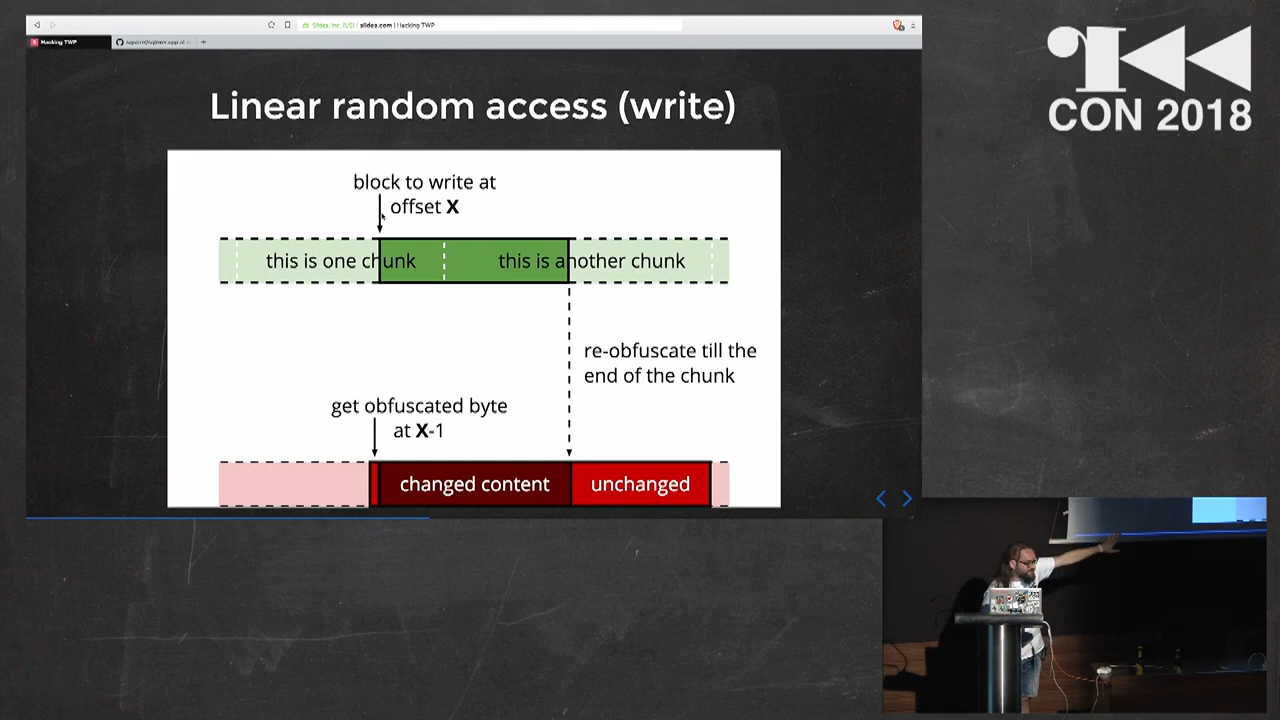 Slides, Inc. [US] | slides.com | Hacking TWP
Hacking TWP
CON 2018
Linear random access (write)
block to write at
offset X
this is one chunk
this is another chunk
re-obfuscate till the
end of the chunk
get obfuscated byte
at X-1
changed content
unchanged